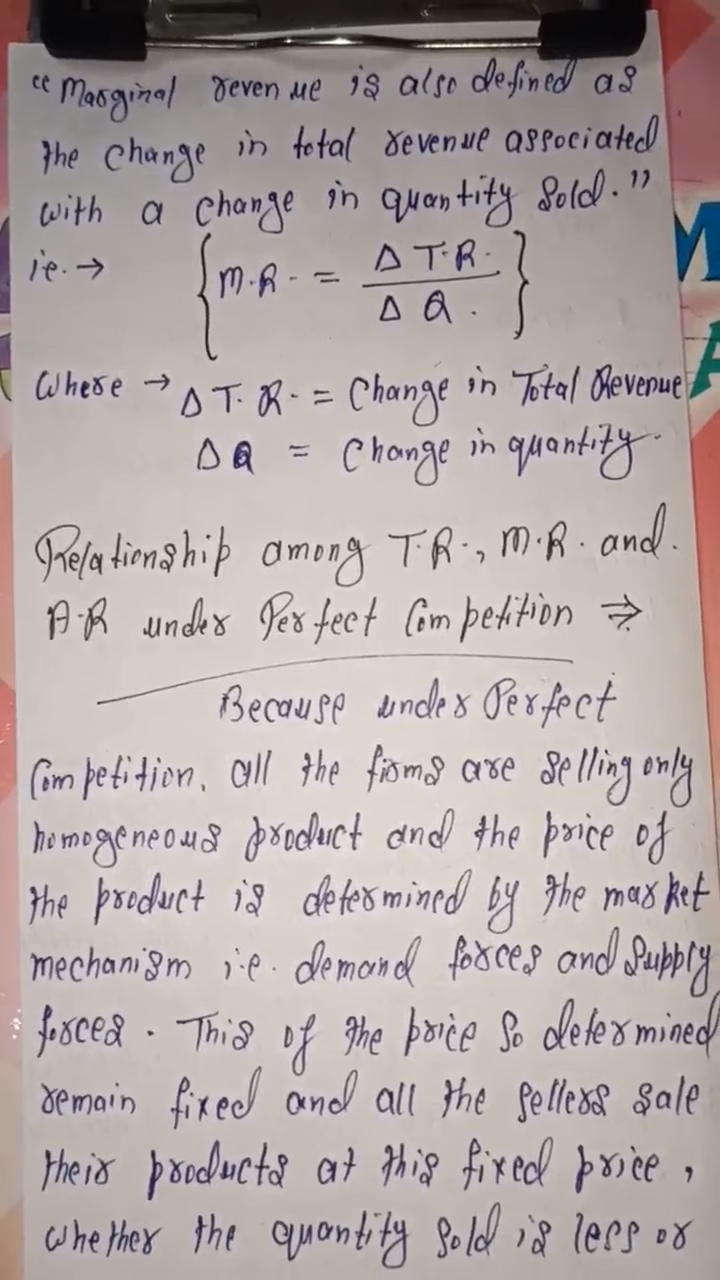 “Marginal revenue is also defined as
the change in total revenue associated
with a change in quantity sold.”
i.e. → { M.R. = Δ T.R. / Δ Q. }
Where → Δ T.R. = Change in Total Revenue
Δ Q = Change in quantity.
Relationship among T.R., M.R. and.
A.R under Perfect Competition ⇒
Because under Perfect
Competition, all the firms are selling only
homogeneous product and the price of
the product is determined by the market
mechanism i.e. demand forces and supply
forces. This of the price so determined
remain fixed and all the sellers sale
their products at this fixed price,
whether the quantity sold is less or
M
A